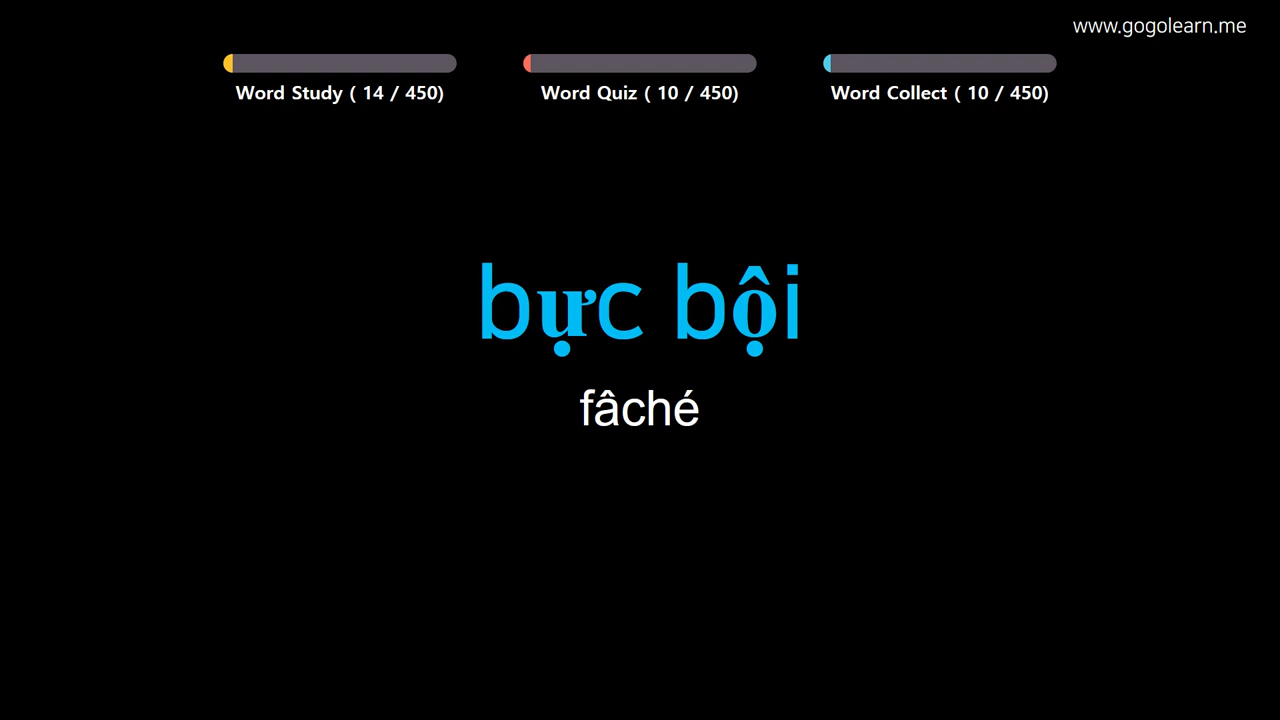 www.gogolearn.me
Word Study ( 14 / 450)
Word Quiz ( 10 / 450)
Word Collect ( 10 / 450)
bực bội
fâché